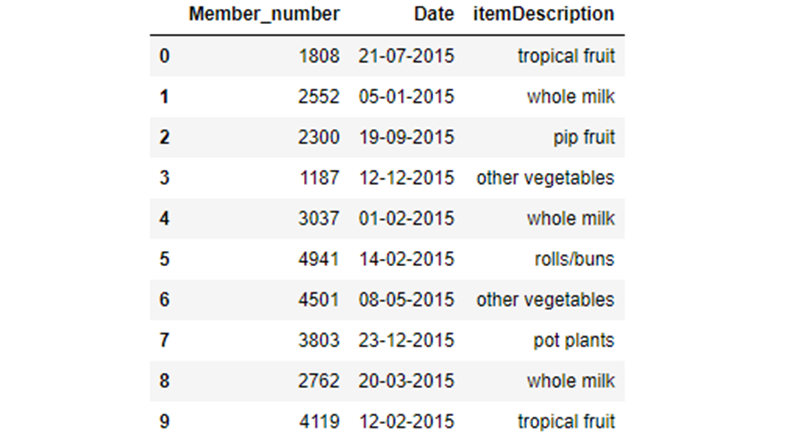 Member_number Date itemDescription
0 1808 21-07-2015 tropical fruit
1 2552 05-01-2015 whole milk
2 2300 19-09-2015 pip fruit
3 1187 12-12-2015 other vegetables
4 3037 01-02-2015 whole milk
5 4941 14-02-2015 rolls/buns
6 4501 08-05-2015 other vegetables
7 3803 23-12-2015 pot plants
8 2762 20-03-2015 whole milk
9 4119 12-02-2015 tropical fruit